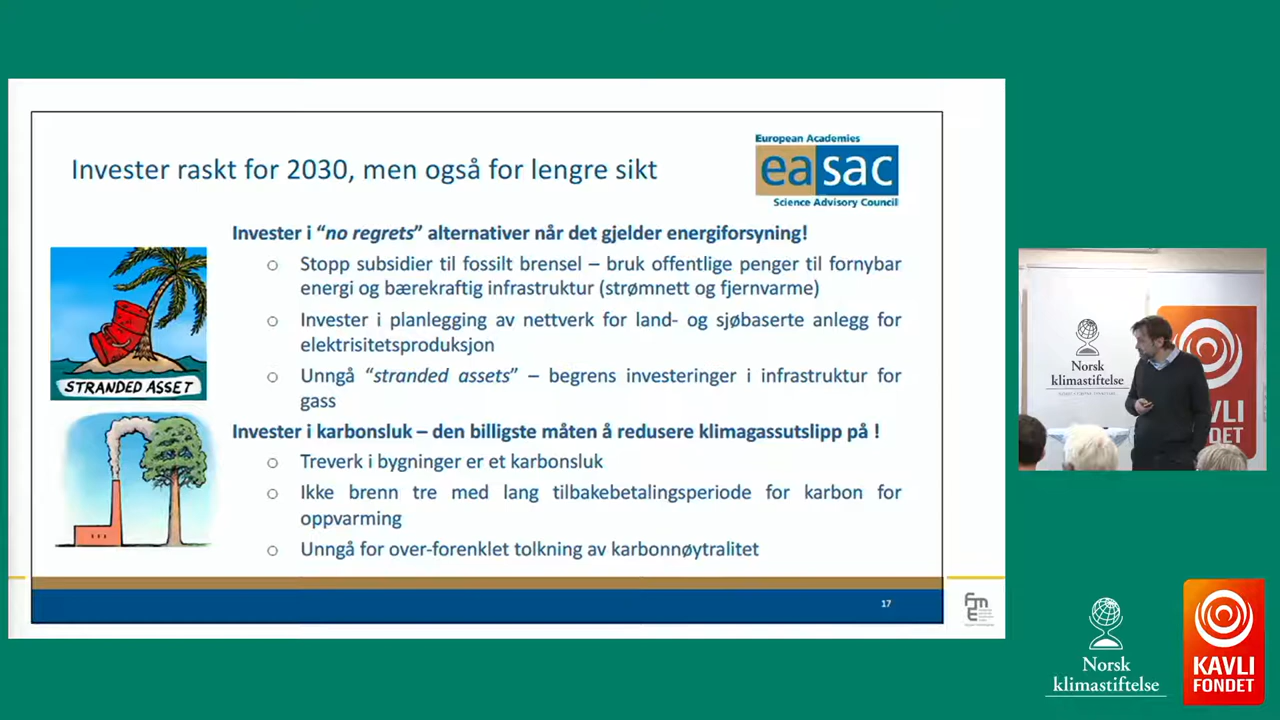 Invester raskt for 2030, men også for lengre sikt
European Academies
easac
Science Advisory Council
Invester i “no regrets” alternativer når det gjelder energiforsyning!
○ Stopp subsidier til fossilt brensel – bruk offentlige penger til fornybar
energi og bærekraftig infrastruktur (strømnett og fjernvarme)
○ Invester i planlegging av nettverk for land- og sjøbaserte anlegg for
elektrisitetsproduksjon
○ Unngå “stranded assets” – begrens investeringer i infrastruktur for
gass
STRANDED ASSET
Invester i karbonsluk – den billigste måten å redusere klimagassutslipp på !
○ Treverk i bygninger er et karbonsluk
○ Ikke brenn tre med lang tilbakebetalingsperiode for karbon for
oppvarming
○ Unngå for over-forenklet tolkning av karbonnøytralitet
17
fmE
Norsk
klimastiftelse
KAVLI
FONDET
Norsk
klimastiftelse
KAVLI
FONDET